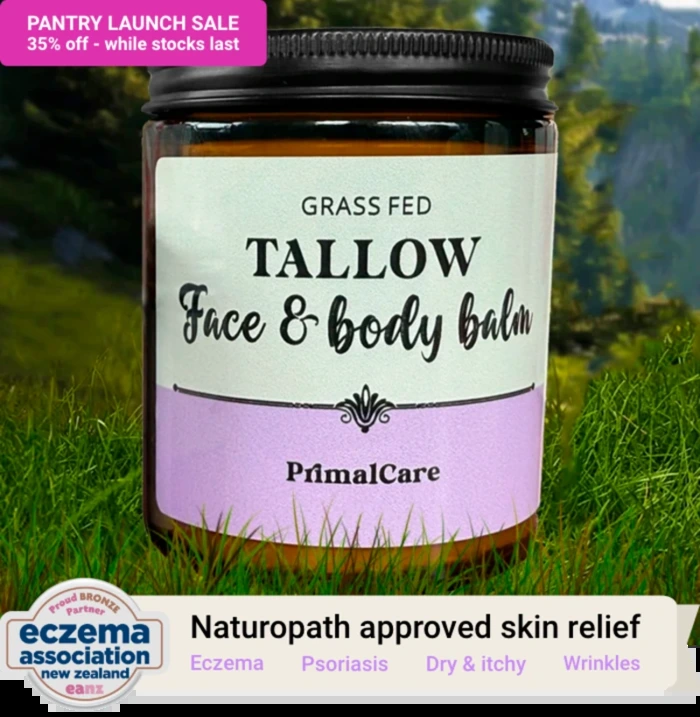 PANTRY LAUNCH SALE
35% off - while stocks last
GRASS FED
TALLOW
Face & body balm
PrimalCare
Proud BRONZE
Partner
eczema
association
new zealand
eanz
Naturopath approved skin relief
Eczema Psoriasis Dry & itchy Wrinkles